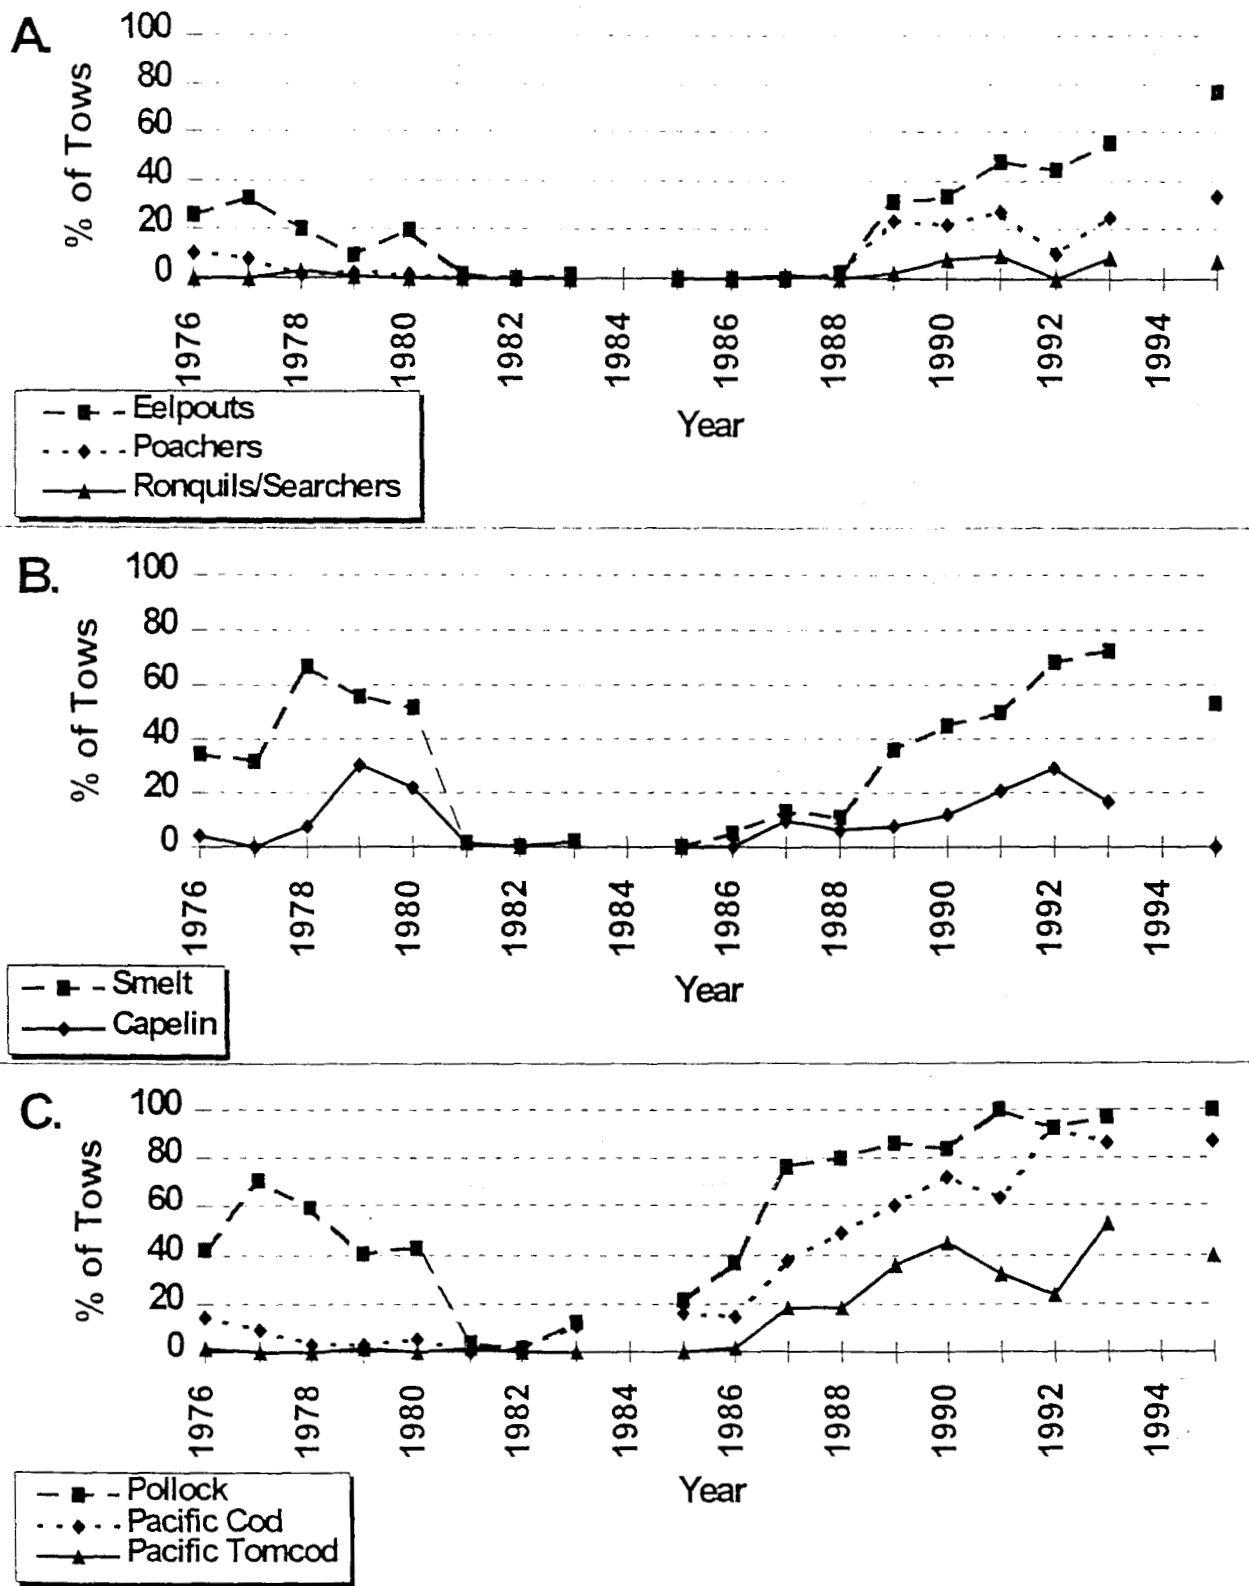 A.
% of Tows
100
80
60
40
20
0
1976
1978
1980
1982
1984
1986
1988
1990
1992
1994
Year
Eelpouts
Poachers
Ronquils/Searchers
B.
% of Tows
100
80
60
40
20
0
1976
1978
1980
1982
1984
1986
1988
1990
1992
1994
Year
Smelt
Capelin
C.
% of Tows
100
80
60
40
20
0
1976
1978
1980
1982
1984
1986
1988
1990
1992
1994
Year
Pollock
Pacific Cod
Pacific Tomcod